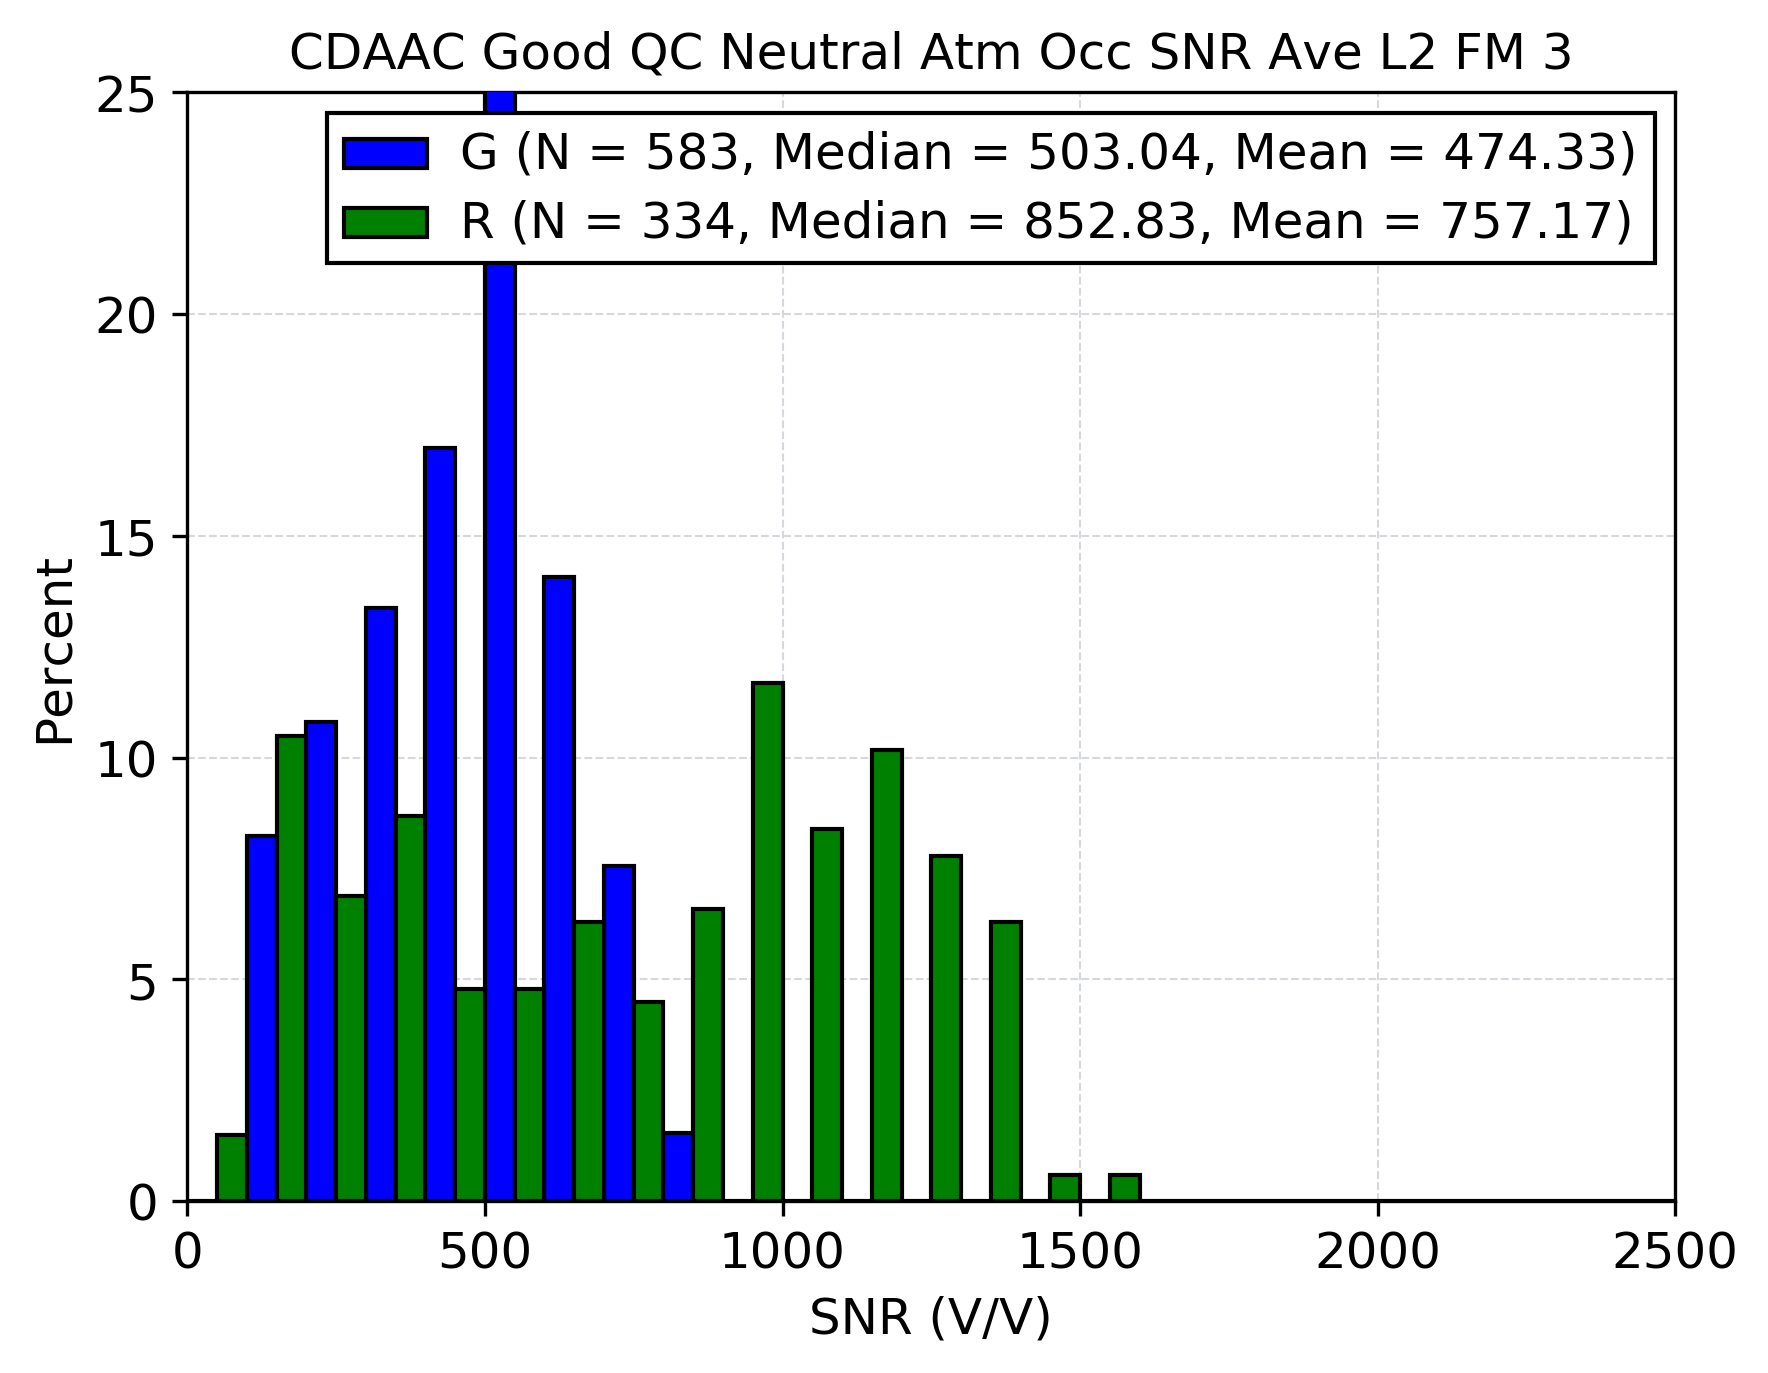 CDAAC Good QC Neutral Atm Occ SNR Ave L2 FM 3
25
20
15
10
5
0
Percent
G (N = 583, Median = 503.04, Mean = 474.33)
R (N = 334, Median = 852.83, Mean = 757.17)
0 500 1000 1500 2000 2500
SNR (V/V)